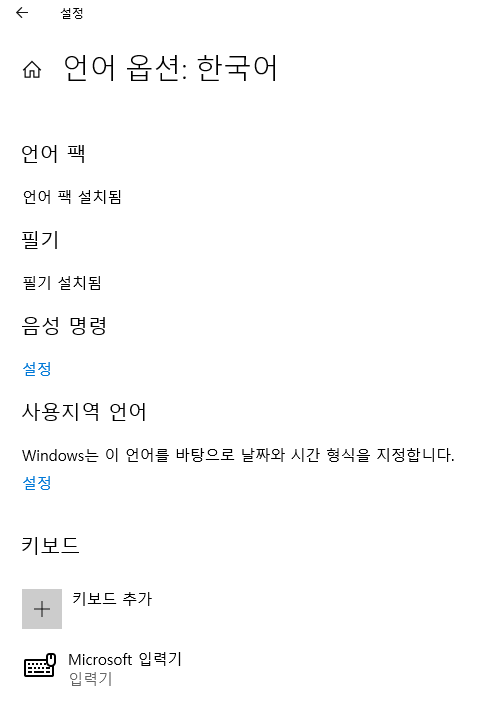 설정
언어 옵션: 한국어
언어 팩
언어 팩 설치됨
필기
필기 설치됨
음성 명령
설정
사용지역 언어
Windows는 이 언어를 바탕으로 날짜와 시간 형식을 지정합니다.
설정
키보드
키보드 추가
Microsoft 입력기
입력기